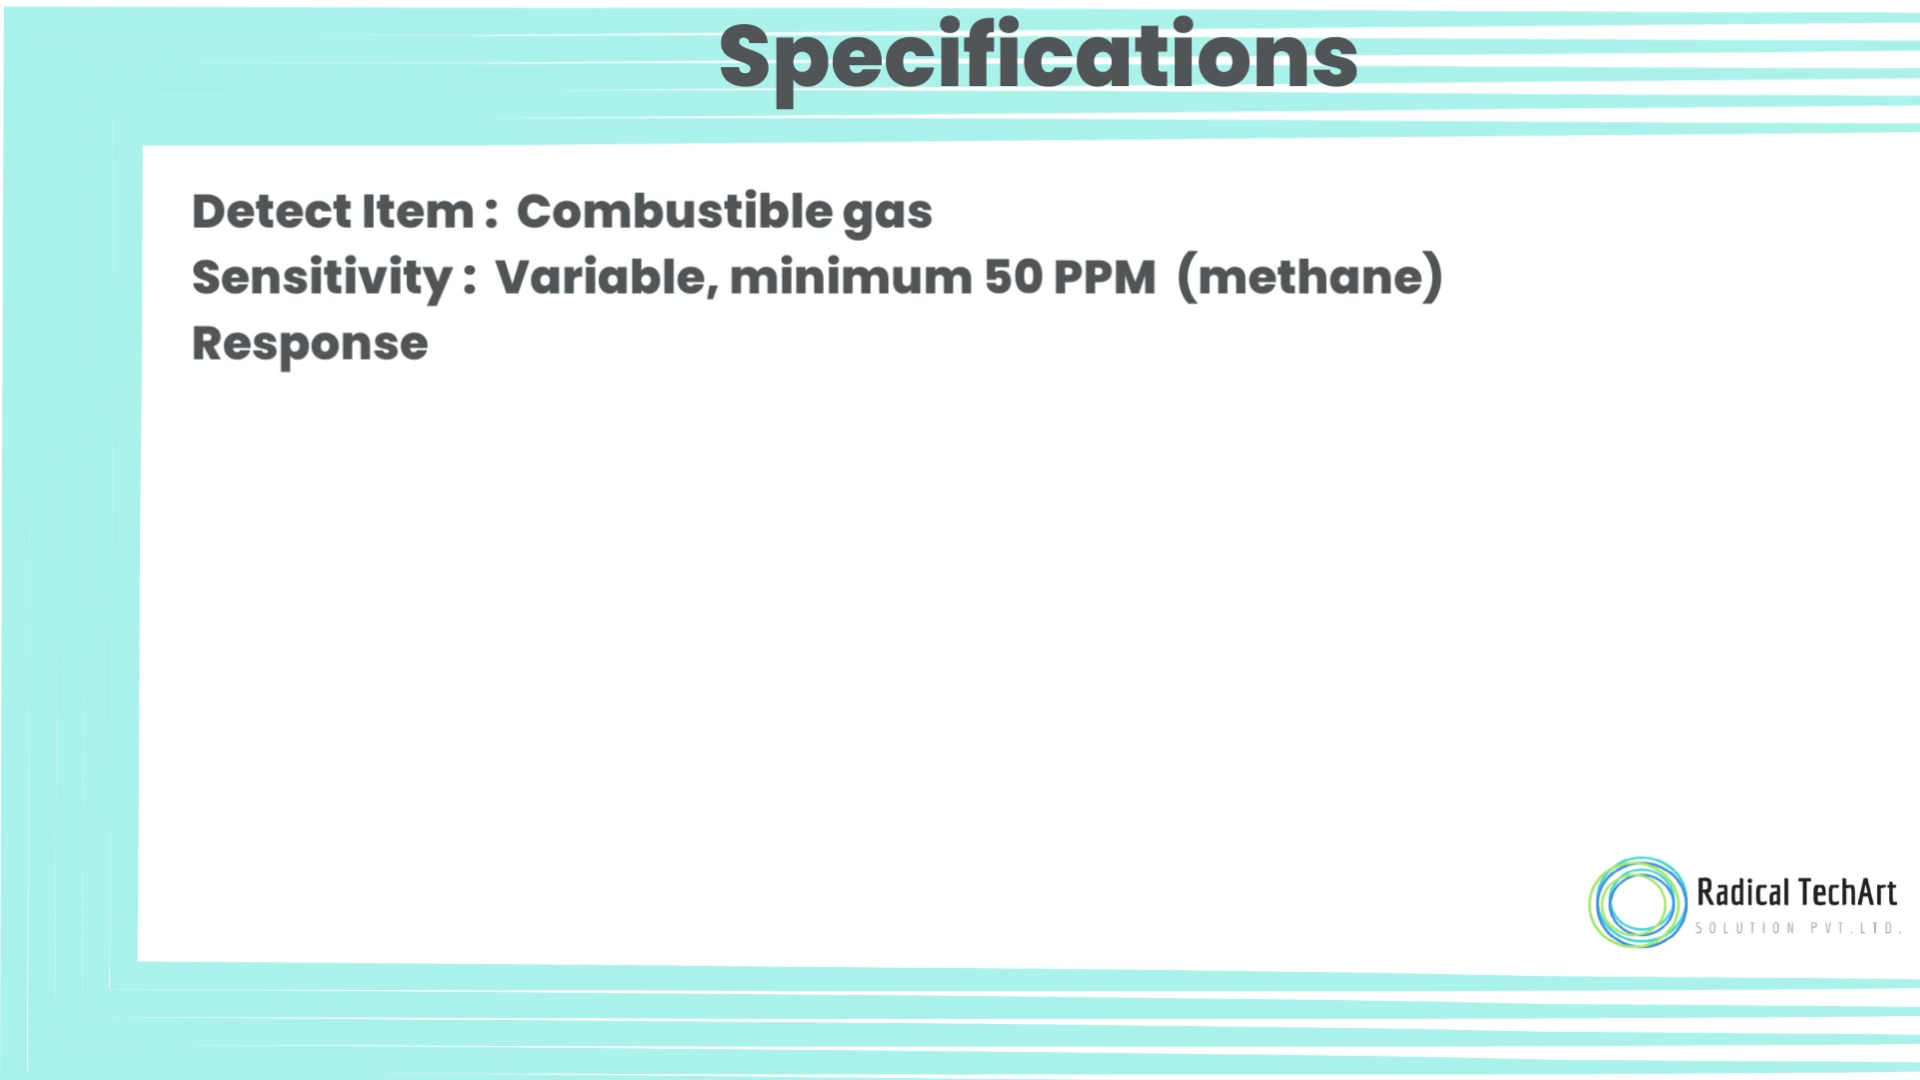 Specifications
Detect Item :  Combustible gas
Sensitivity :  Variable, minimum 50 PPM  (methane)
Response
Radical TechArt
SOLUTION PVT.LTD.